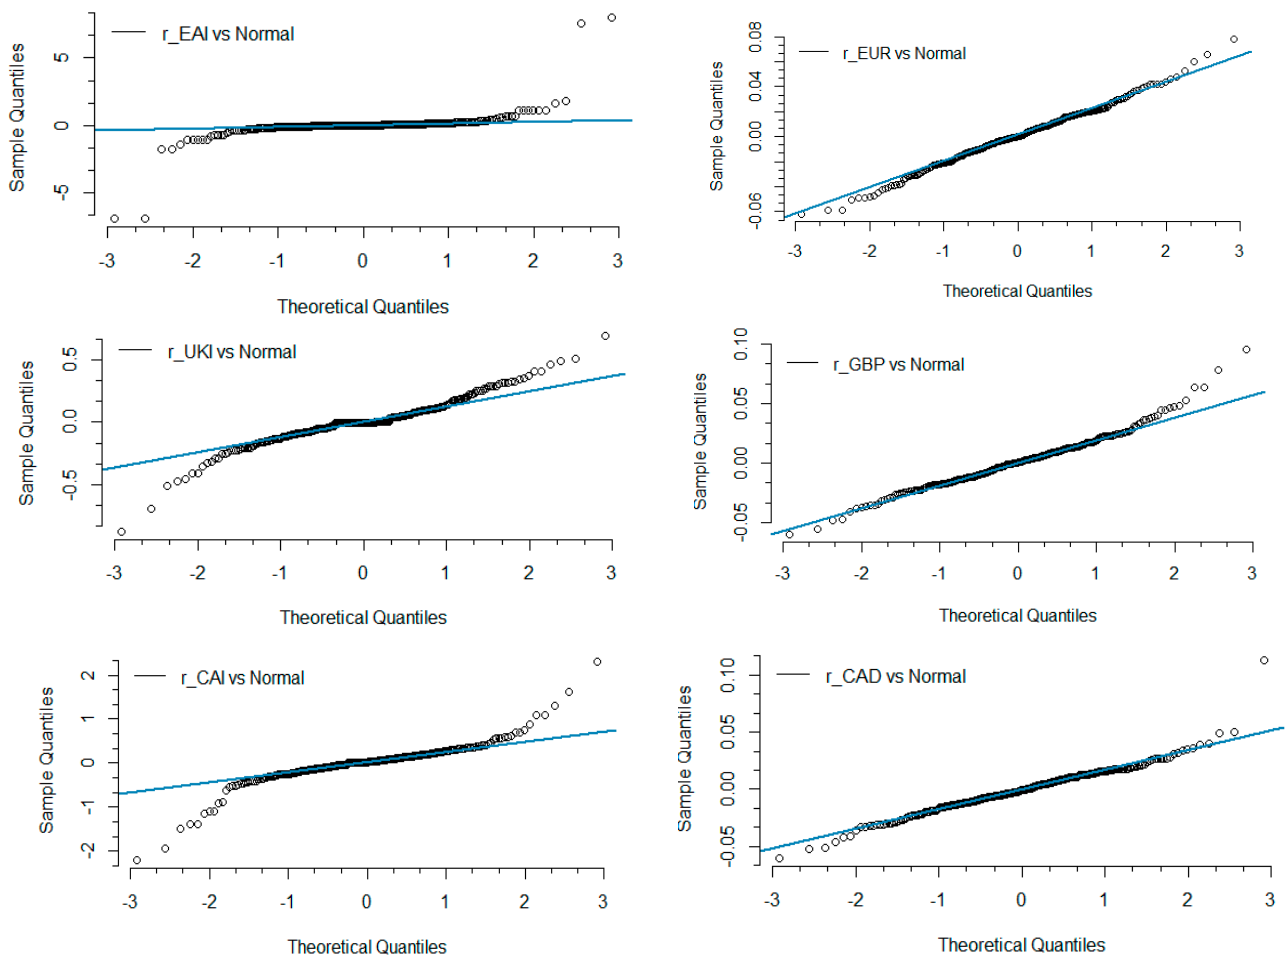 r_EAI vs Normal
Sample Quantiles
5
0
-5
-3 -2 -1 0 1 2 3
Theoretical Quantiles
r_EUR vs Normal
Sample Quantiles
0.08
0.04
0.00
-0.06
-3 -2 -1 0 1 2 3
Theoretical Quantiles
r_UKI vs Normal
Sample Quantiles
0.5
0.0
-0.5
-3 -2 -1 0 1 2 3
Theoretical Quantiles
r_GBP vs Normal
Sample Quantiles
0.10
0.05
0.00
-0.05
-3 -2 -1 0 1 2 3
Theoretical Quantiles
r_CAI vs Normal
Sample Quantiles
2
1
0
-1
-2
-3 -2 -1 0 1 2 3
Theoretical Quantiles
r_CAD vs Normal
Sample Quantiles
0.10
0.05
0.00
-0.05
-3 -2 -1 0 1 2 3
Theoretical Quantiles